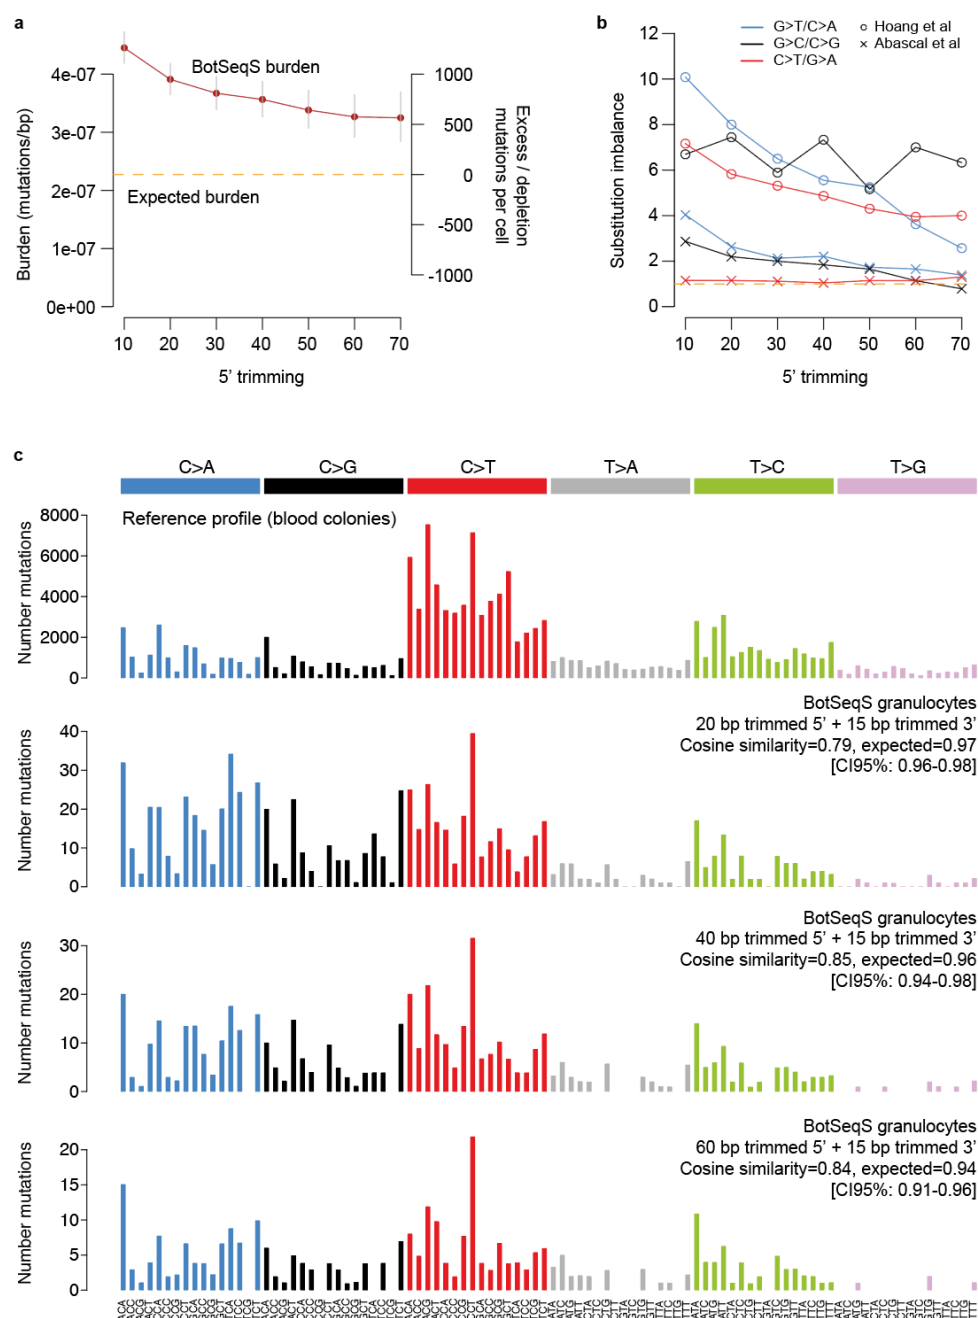 a
BotSeqS burden
Expected burden
Burden (mutations/bp)
4e-07
3e-07
2e-07
1e-07
0e+00
1000
500
0
-500
-1000
Excess / depletion
mutations per cell
10 20 30 40 50 60 70
5’ trimming
b
G>T/C>A
G>C/C>G
C>T/G>A
Hoang et al
Abascal et al
Substitution imbalance
12
10
8
6
4
2
0
10 20 30 40 50 60 70
5’ trimming
c
C>A C>G C>T T>A T>C T>G
Reference profile (blood colonies)
Number mutations
8000
6000
4000
2000
0
BotSeqS granulocytes
20 bp trimmed 5’ + 15 bp trimmed 3’
Cosine similarity=0.79, expected=0.97
[CI95%: 0.96-0.98]
Number mutations
40
30
20
10
0
BotSeqS granulocytes
40 bp trimmed 5’ + 15 bp trimmed 3’
Cosine similarity=0.85, expected=0.96
[CI95%: 0.94-0.98]
Number mutations
30
20
10
0
BotSeqS granulocytes
60 bp trimmed 5’ + 15 bp trimmed 3’
Cosine similarity=0.84, expected=0.94
[CI95%: 0.91-0.96]
Number mutations
20
15
10
5
0